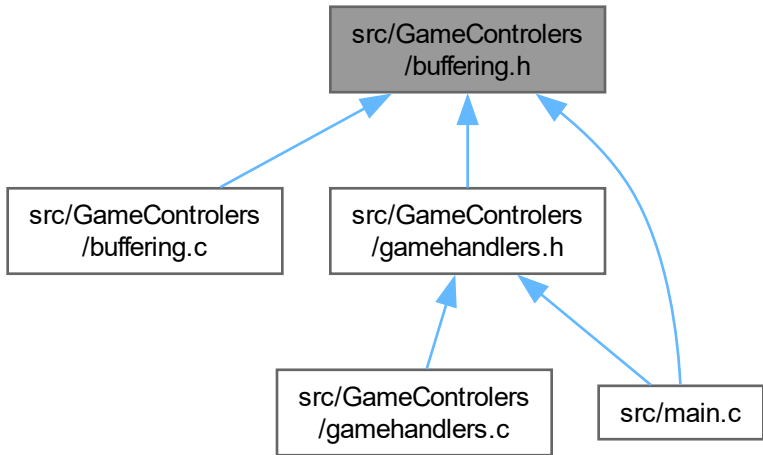 src/GameControlers
/buffering.h
src/GameControlers
/buffering.c
src/GameControlers
/gamehandlers.h
src/GameControlers
/gamehandlers.c
src/main.c